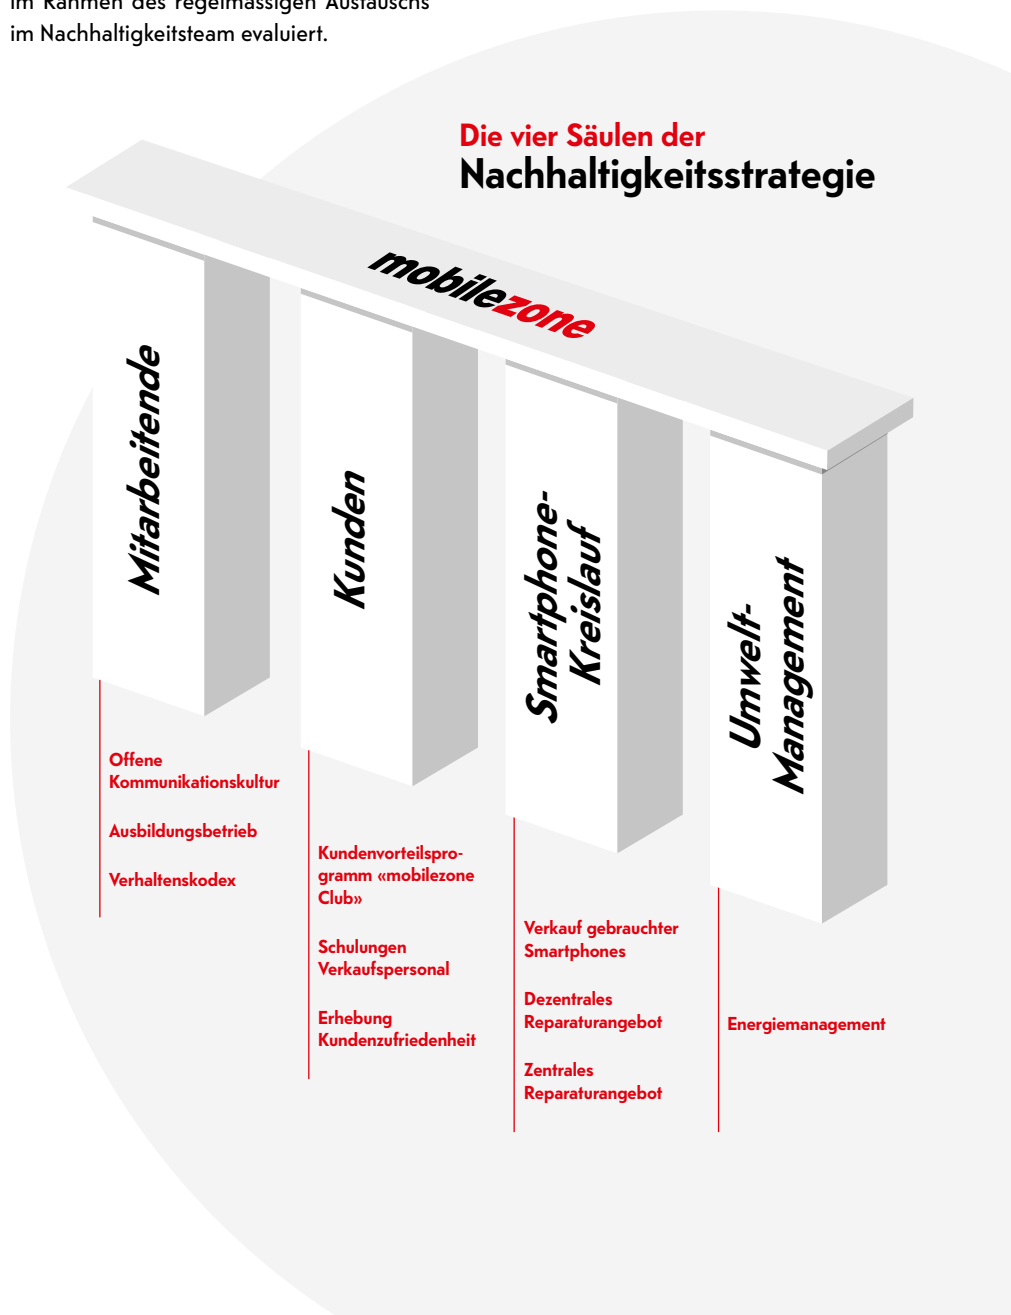 im Rahmen des regelmässigen Austauschs
im Nachhaltigkeitsteam evaluiert.
Die vier Säulen der
Nachhaltigkeitsstrategie
mobilezone
Mitarbeitende
Kunden
Smartphone-
Kreislauf
Umwelt-
Management
Offene
Kommunikationskultur
Ausbildungsbetrieb
Verhaltenskodex
Kundenvorteilspro-
gramm «mobilezone
Club»
Schulungen
Verkaufspersonal
Erhebung
Kundenzufriedenheit
Verkauf gebrauchter
Smartphones
Dezentrales
Reparaturangebot
Zentrales
Reparaturangebot
Energiemanagement